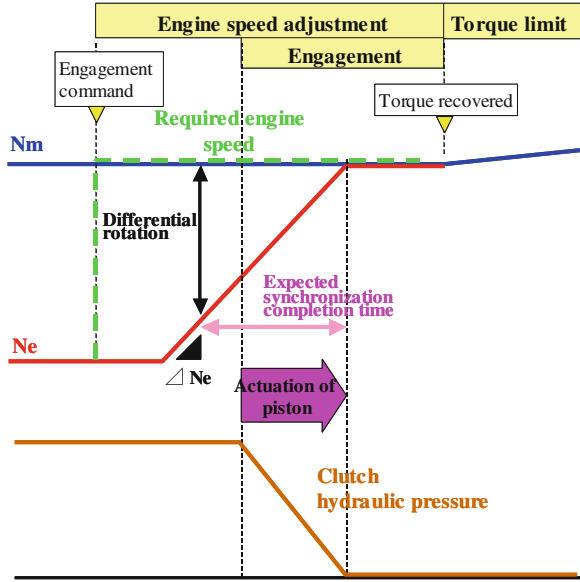 Engine speed adjustment
Torque limit
Engagement
Engagement
command
Torque recovered
Required engine
speed
Nm
Differential
rotation
Expected
synchronization
completion time
Ne
⊿ Ne
Actuation of
piston
Clutch
hydraulic pressure